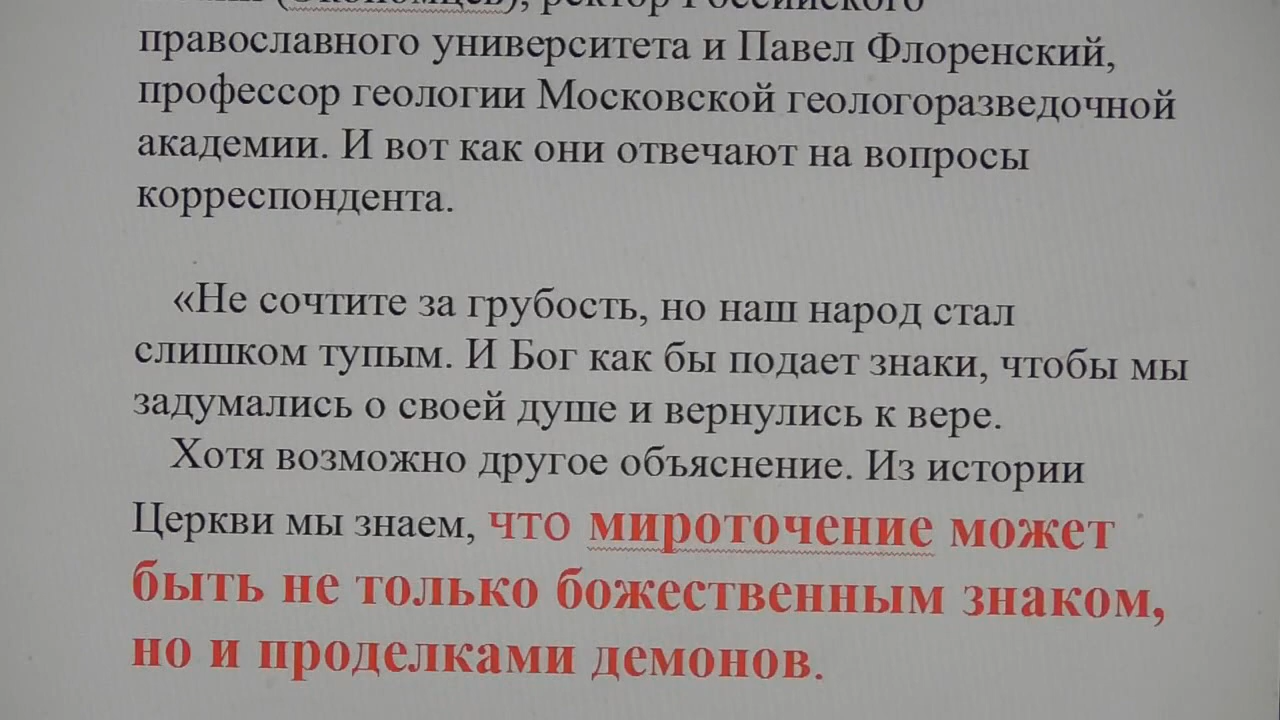 (Экономцев), ректор Российского
православного университета и Павел Флоренский,
профессор геологии Московской геологоразведочной
академии. И вот как они отвечают на вопросы
корреспондента.
«Не сочтите за грубость, но наш народ стал
слишком тупым. И Бог как бы подает знаки, чтобы мы
задумались о своей душе и вернулись к вере.
Хотя возможно другое объяснение. Из истории
Церкви мы знаем, что мироточение может
быть не только божественным знаком,
но и проделками демонов.